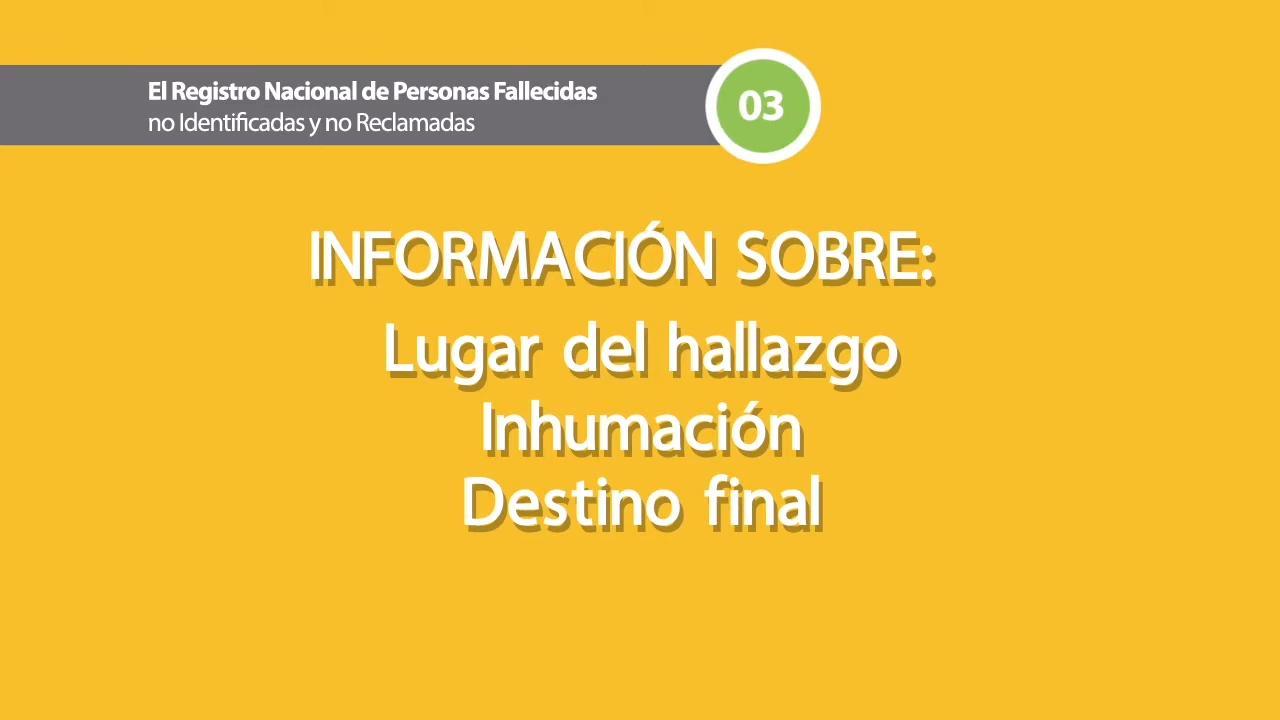 El Registro Nacional de Personas Fallecidas
no Identificadas y no Reclamadas
03
INFORMACIÓN SOBRE:
Lugar del hallazgo
Inhumación
Destino final